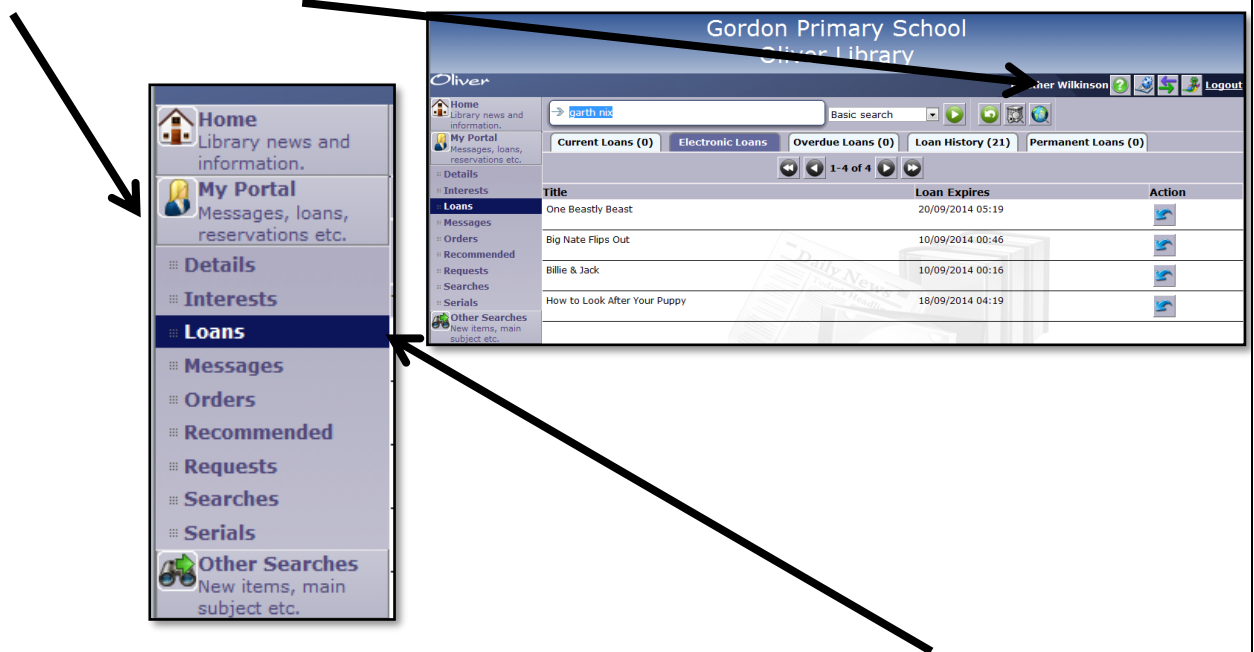 Home
Library news and
information.
My Portal
Messages, loans,
reservations etc.
Details
Interests
Loans
Messages
Orders
Recommended
Requests
Searches
Serials
Other Searches
New items, main
subject etc.
Gordon Primary School
Oliver Library
Oliver
Wilkinson Logout
Home
Library news and
information.
My Portal
Messages, loans,
reservations etc.
Details
Interests
Loans
Messages
Orders
Recommended
Requests
Searches
Serials
Other Searches
New items, main
subject etc.
garth nix Basic search
Current Loans (0) Electronic Loans Overdue Loans (0) Loan History (21) Permanent Loans (0)
1-4 of 4
Title Loan Expires Action
One Beastly Beast 20/09/2014 05:19
Big Nate Flips Out 10/09/2014 00:46
Billie & Jack 10/09/2014 00:16
How to Look After Your Puppy 18/09/2014 04:19
Daily News